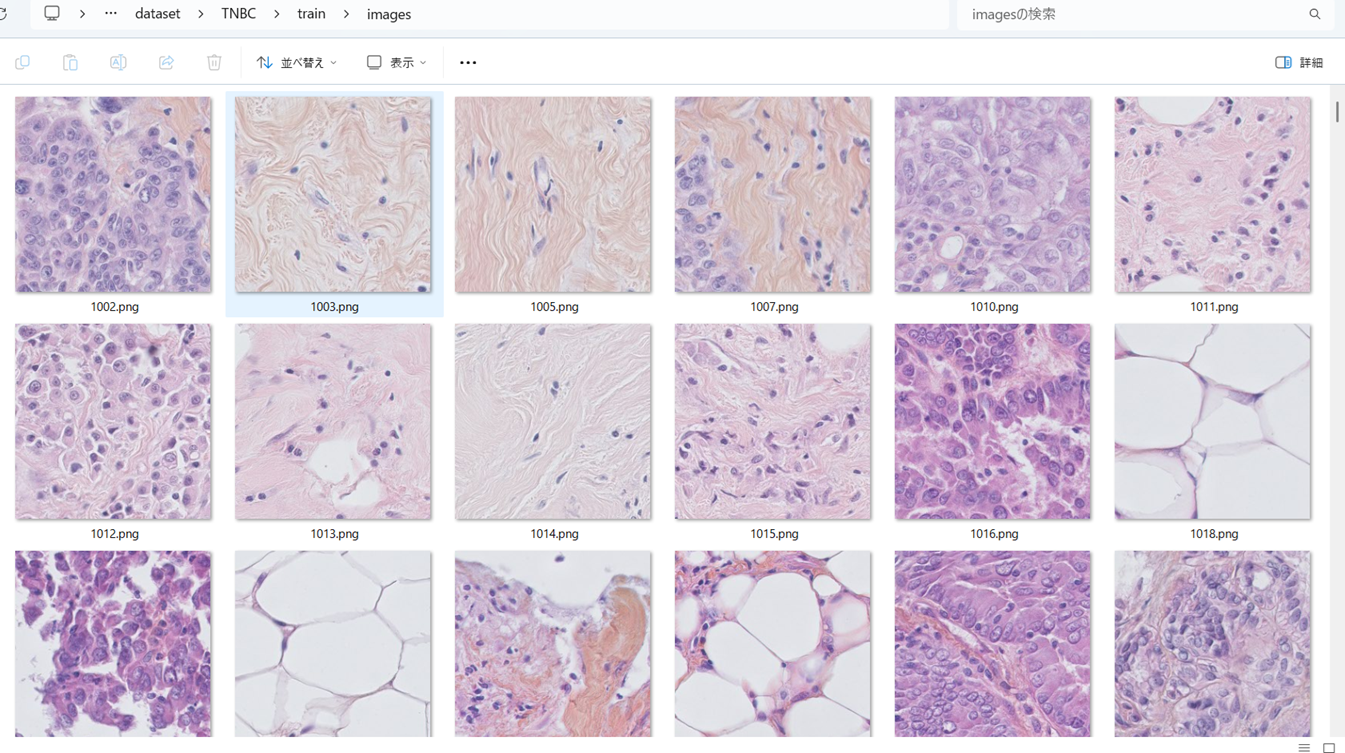 … dataset TNBC train images
imagesの検索
並べ替え 表示 … 詳細
1002.png 1003.png 1005.png 1007.png 1010.png 1011.png
1012.png 1013.png 1014.png 1015.png 1016.png 1018.png